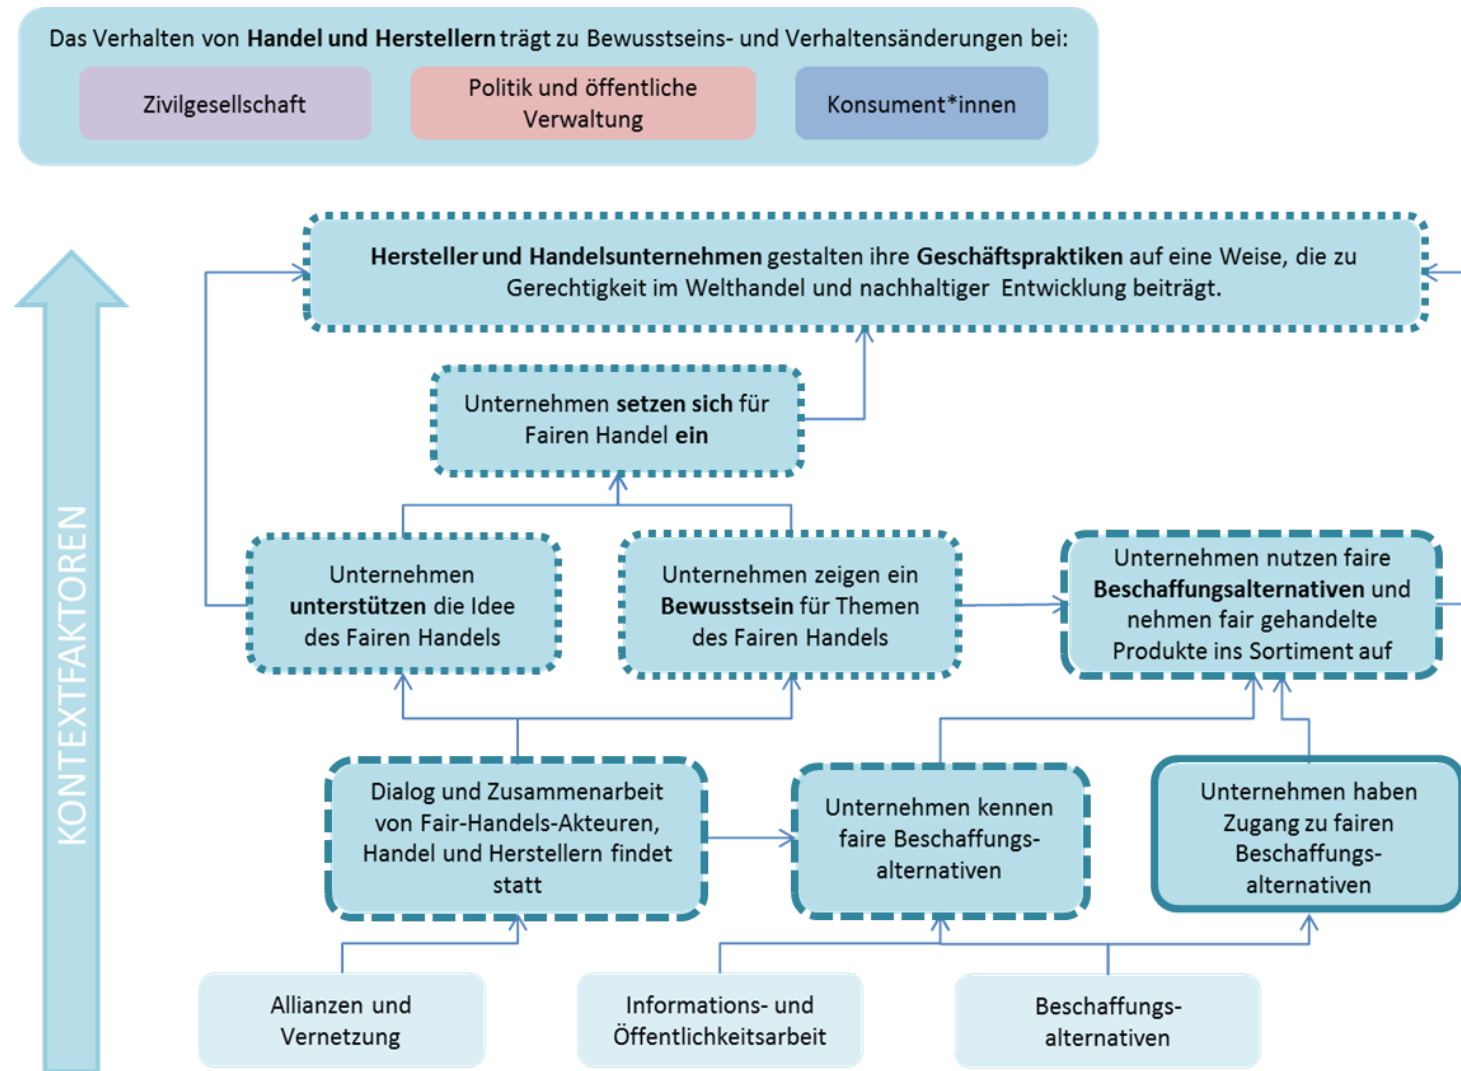 Das Verhalten von Handel und Herstellern trägt zu Bewusstseins- und Verhaltensänderungen bei:
Zivilgesellschaft
Politik und öffentliche
Verwaltung
Konsument*innen
Hersteller und Handelsunternehmen gestalten ihre Geschäftspraktiken auf eine Weise, die zu
Gerechtigkeit im Welthandel und nachhaltiger Entwicklung beiträgt.
Unternehmen setzen sich für
Fairen Handel ein
KONTEXTFAKTOREN
Unternehmen
unterstützen die Idee
des Fairen Handels
Unternehmen zeigen ein
Bewusstsein für Themen
des Fairen Handels
Unternehmen nutzen faire
Beschaffungsalternativen und
nehmen fair gehandelte
Produkte ins Sortiment auf
Dialog und Zusammenarbeit
von Fair-Handels-Akteuren,
Handel und Herstellern findet
statt
Unternehmen kennen
faire Beschaffungs-
alternativen
Unternehmen haben
Zugang zu fairen
Beschaffungs-
alternativen
Allianzen und
Vernetzung
Informations- und
Öffentlichkeitsarbeit
Beschaffungs-
alternativen